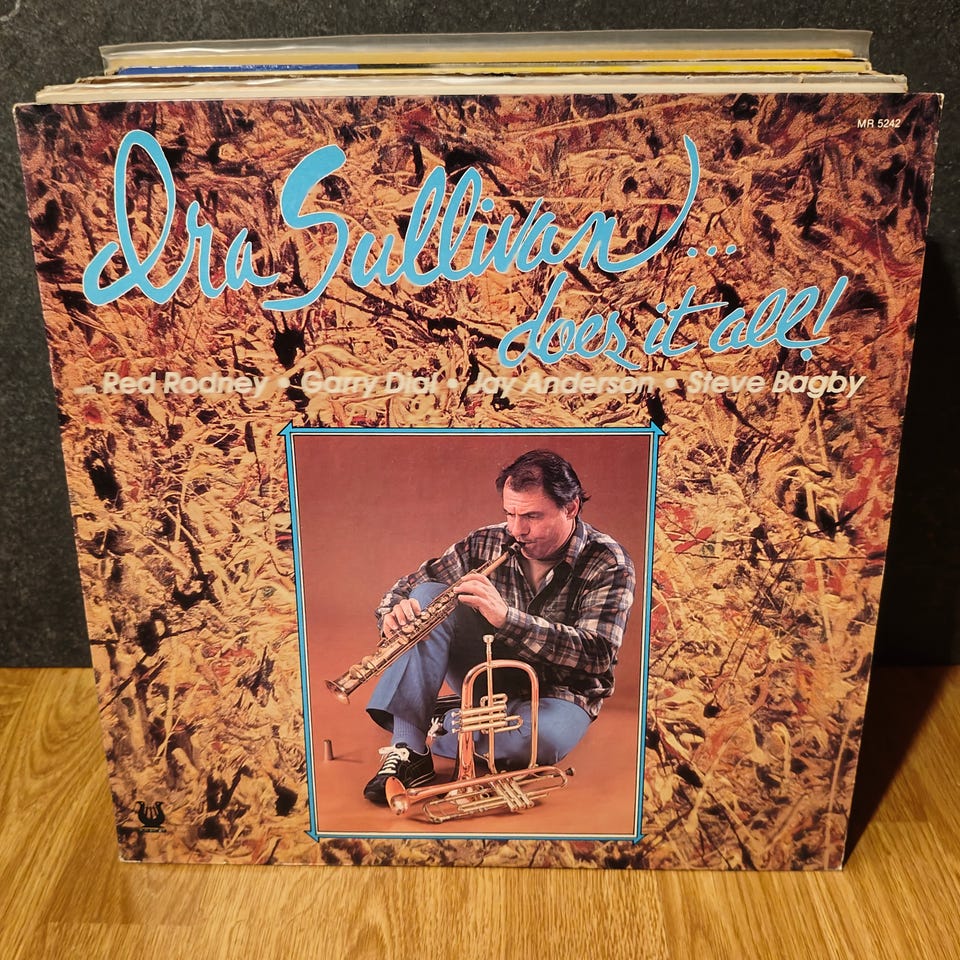 MR 5242
Ira Sullivan...
does it all!
... Red Rodney • Garry Dial • Jay Anderson • Steve Bagby